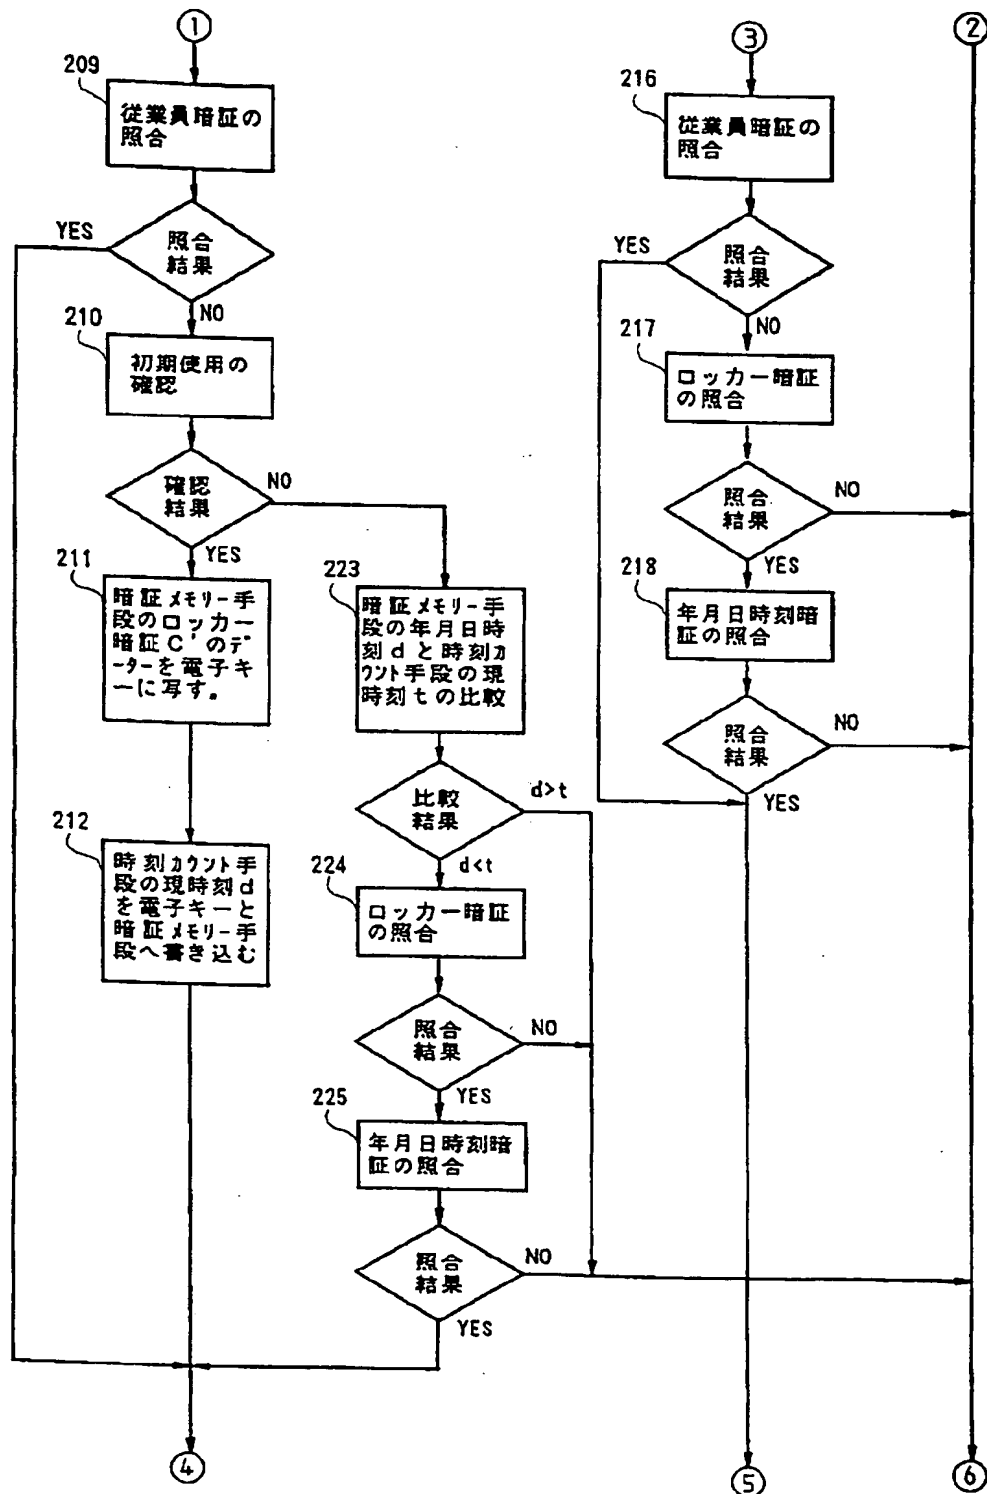 ①
209
従業員暗証の
照合
YES
照合
結果
NO
210
初期使用の
確認
確認
結果
NO
YES
211
暗証メモリー手
段のロッカー
暗証C'のデ
ーターを電子キ
ーに写す。
212
時刻カウント手
段の現時刻d
を電子キーと
暗証メモリー手
段へ書き込む
223
暗証メモリー手
段の年月日時
刻dと時刻カ
ウント手段の現
時刻tの比較
比較
結果
d>t
d<t
224
ロッカー暗証
の照合
照合
結果
NO
YES
225
年月日時刻暗
証の照合
照合
結果
NO
YES
④
③
216
従業員暗証の
照合
YES
照合
結果
NO
217
ロッカー暗証
の照合
照合
結果
NO
YES
218
年月日時刻暗
証の照合
照合
結果
NO
YES
⑤
②
⑥